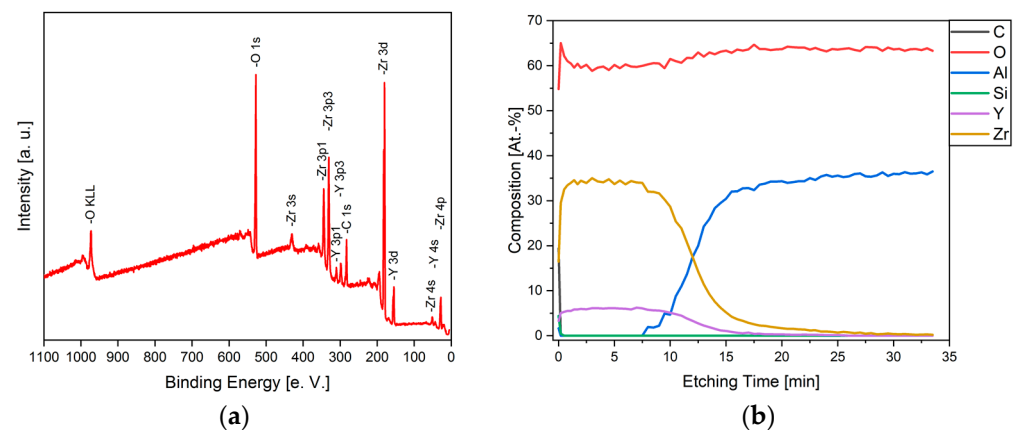 Intensity [a. u.]
-O KLL
-O 1s
-Zr 3s
-Zr 3p1
-Zr 3p3
-Y 3p1
-Y 3p3
-C 1s
-Zr 3d
-Y 3d
-Zr 4s
-Y 4s
-Zr 4p
1100 1000 900 800 700 600 500 400 300 200 100 0
Binding Energy [e. V.]
(a)
Composition [At.-%]
70
60
50
40
30
20
10
0
0 5 10 15 20 25 30 35
Etching Time [min]
C
O
Al
Si
Y
Zr
(b)